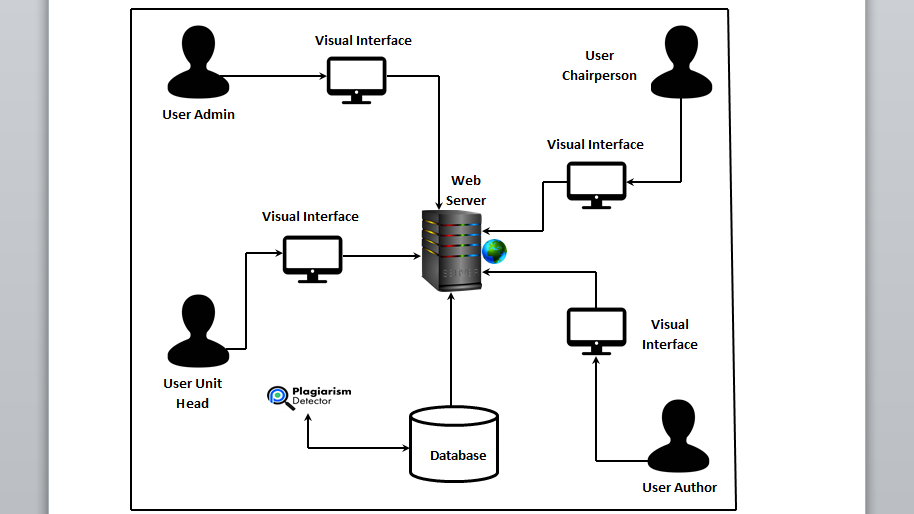 Visual Interface
User
Chairperson
User Admin
Visual Interface
Web
Server
Visual Interface
Visual
Interface
User Unit
Head
Plagiarism
Detector
Database
User Author